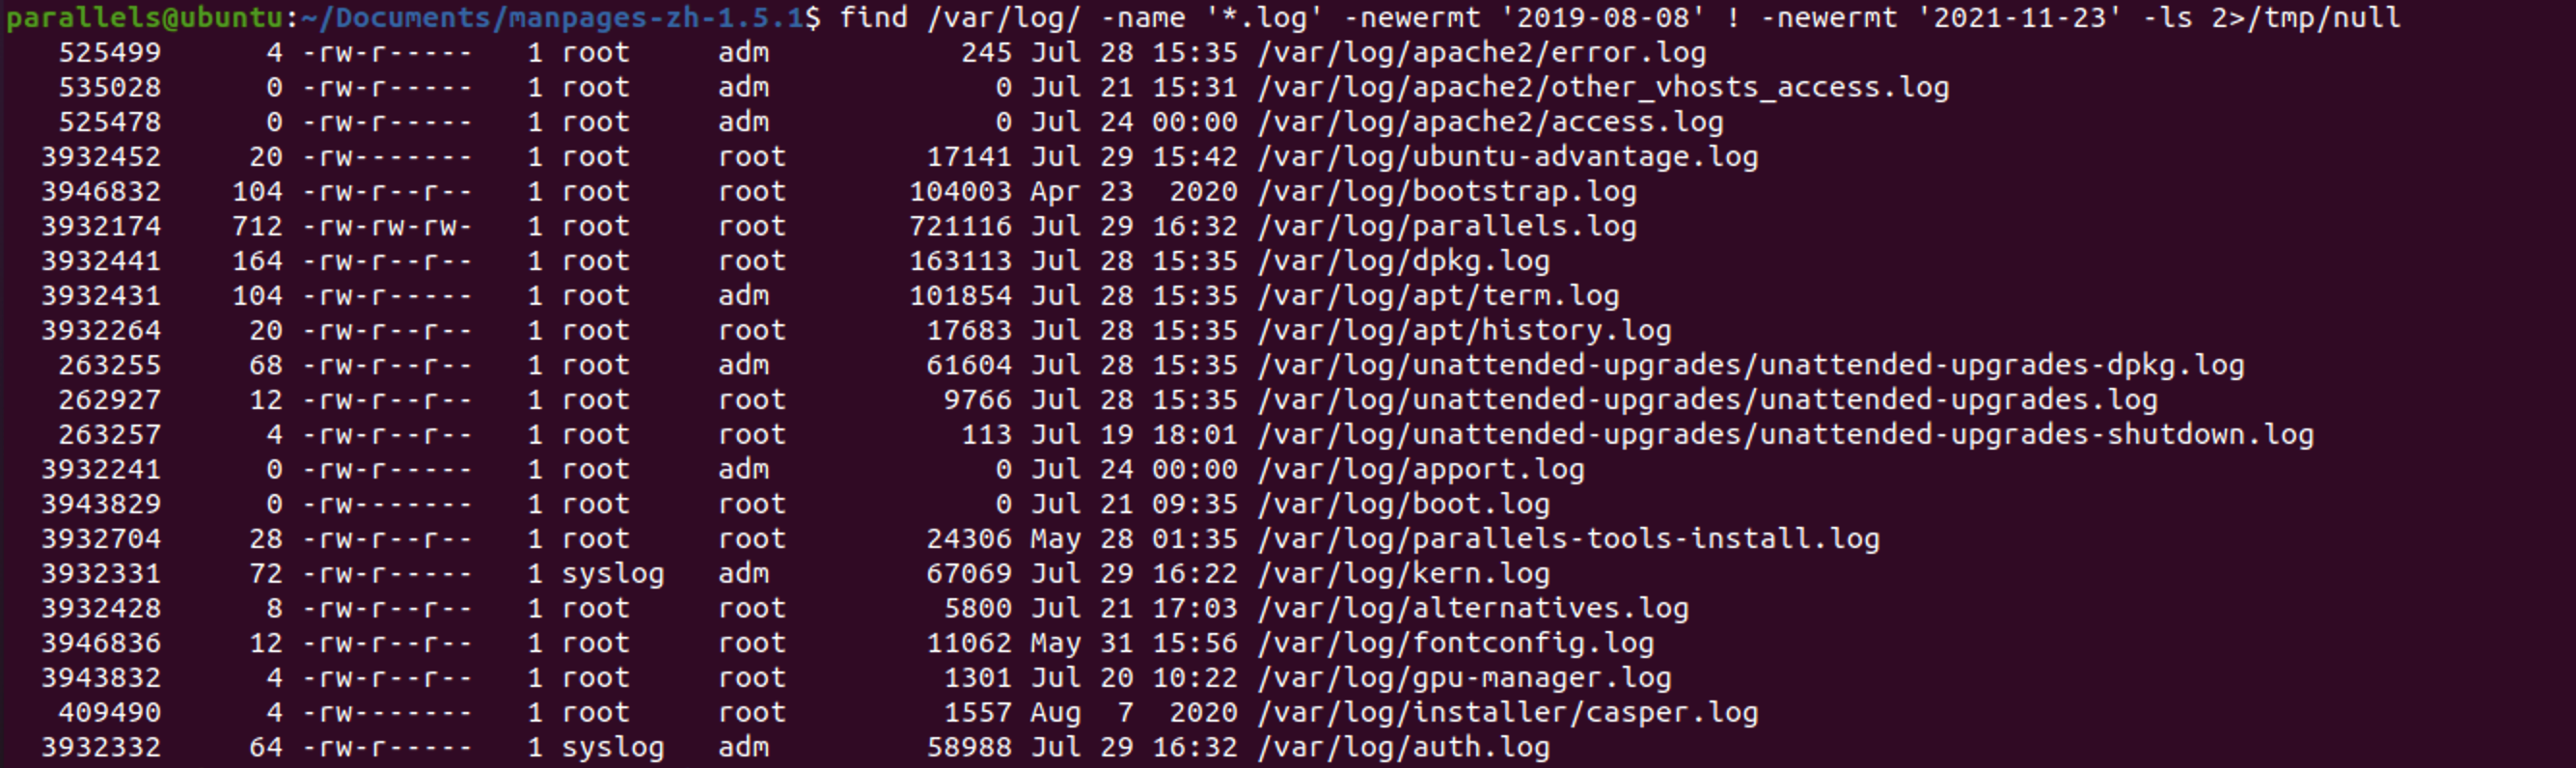 parallels@ubuntu:~/Documents/manpages-zh-1.5.1$ find /var/log/ -name '*.log' -newermt '2019-08-08' ! -newermt '2021-11-23' -ls 2>/tmp/null
525499 4 -rw-r----- 1 root adm 245 Jul 28 15:35 /var/log/apache2/error.log
535028 0 -rw-r----- 1 root adm 0 Jul 21 15:31 /var/log/apache2/other_vhosts_access.log
525478 0 -rw-r----- 1 root adm 0 Jul 24 00:00 /var/log/apache2/access.log
3932452 20 -rw------- 1 root root 17141 Jul 29 15:42 /var/log/ubuntu-advantage.log
3946832 104 -rw-r--r-- 1 root root 104003 Apr 23 2020 /var/log/bootstrap.log
3932174 712 -rw-rw-rw- 1 root root 721116 Jul 29 16:32 /var/log/parallels.log
3932441 164 -rw-r--r-- 1 root root 163113 Jul 28 15:35 /var/log/dpkg.log
3932431 104 -rw-r----- 1 root adm 101854 Jul 28 15:35 /var/log/apt/term.log
3932264 20 -rw-r--r-- 1 root root 17683 Jul 28 15:35 /var/log/apt/history.log
263255 68 -rw-r--r-- 1 root adm 61604 Jul 28 15:35 /var/log/unattended-upgrades/unattended-upgrades-dpkg.log
262927 12 -rw-r--r-- 1 root root 9766 Jul 28 15:35 /var/log/unattended-upgrades/unattended-upgrades.log
263257 4 -rw-r--r-- 1 root root 113 Jul 19 18:01 /var/log/unattended-upgrades/unattended-upgrades-shutdown.log
3932241 0 -rw-r----- 1 root adm 0 Jul 24 00:00 /var/log/apport.log
3943829 0 -rw------- 1 root root 0 Jul 21 09:35 /var/log/boot.log
3932704 28 -rw-r--r-- 1 root root 24306 May 28 01:35 /var/log/parallels-tools-install.log
3932331 72 -rw-r----- 1 syslog adm 67069 Jul 29 16:22 /var/log/kern.log
3932428 8 -rw-r--r-- 1 root root 5800 Jul 21 17:03 /var/log/alternatives.log
3946836 12 -rw-r--r-- 1 root root 11062 May 31 15:56 /var/log/fontconfig.log
3943832 4 -rw-r--r-- 1 root root 1301 Jul 20 10:22 /var/log/gpu-manager.log
409490 4 -rw------- 1 root root 1557 Aug 7 2020 /var/log/installer/casper.log
3932332 64 -rw-r----- 1 syslog adm 58988 Jul 29 16:32 /var/log/auth.log